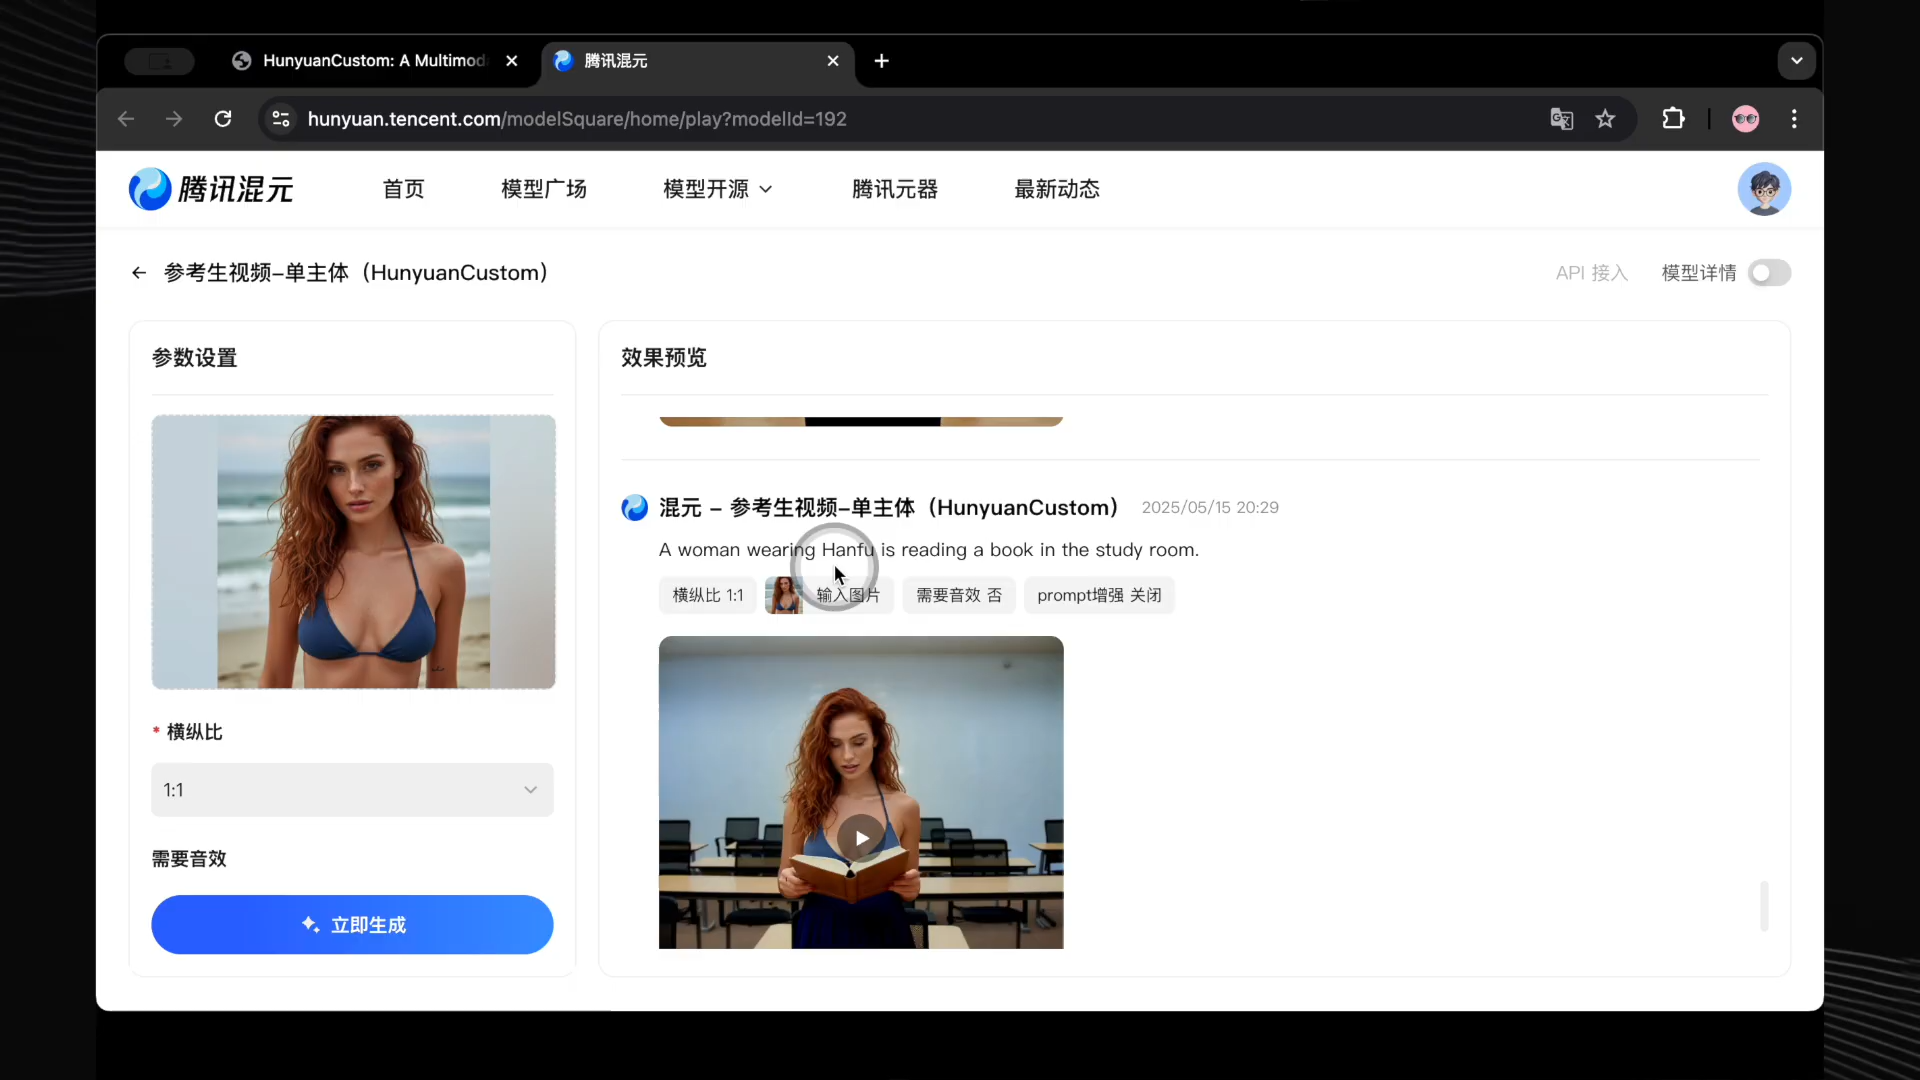 HunyuanCustom: A Multimod
腾讯混元
hunyuan.tencent.com/modelSquare/home/play?modelId=192
腾讯混元
首页
模型广场
模型开源
腾讯元器
最新动态
参考生视频-单主体（HunyuanCustom）
API 接入
模型详情
参数设置
* 横纵比
1:1
需要音效
立即生成
效果预览
混元 - 参考生视频-单主体（HunyuanCustom） 2025/05/15 20:29
A woman wearing Hanfu is reading a book in the study room.
横纵比 1:1
输入图片
需要音效 否
prompt增强 关闭